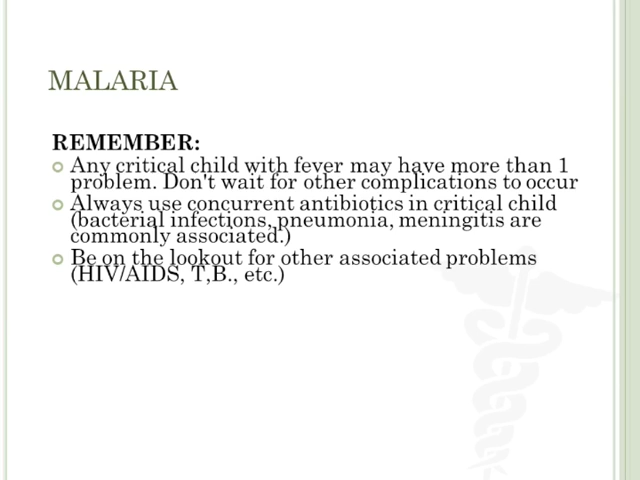 MALARIA
REMEMBER:
Any critical child with fever may have more than 1
problem. Don't wait for other complications to occur
Always use concurrent antibiotics in critical child
(bacterial infections, pneumonia, meningitis are
commonly associated.)
Be on the lookout for other associated problems
(HIV/AIDS, T,B., etc.)